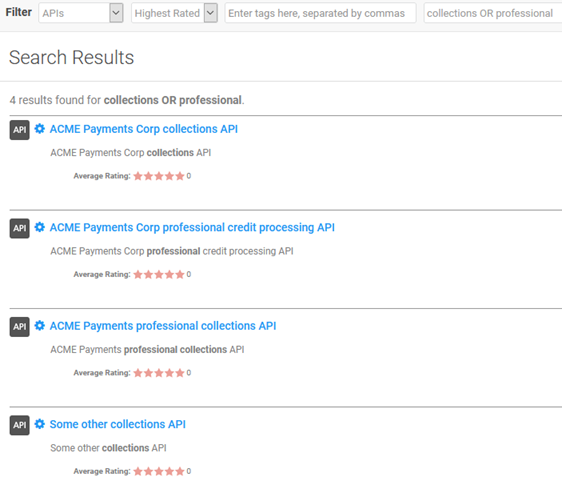 Filter APIs Highest Rated Enter tags here, separated by commas collections OR professional
Search Results
4 results found for collections OR professional.
API ACME Payments Corp collections API
ACME Payments Corp collections API
Average Rating: 0
API ACME Payments Corp professional credit processing API
ACME Payments Corp professional credit processing API
Average Rating: 0
API ACME Payments professional collections API
ACME Payments professional collections API
Average Rating: 0
API Some other collections API
Some other collections API
Average Rating: 0